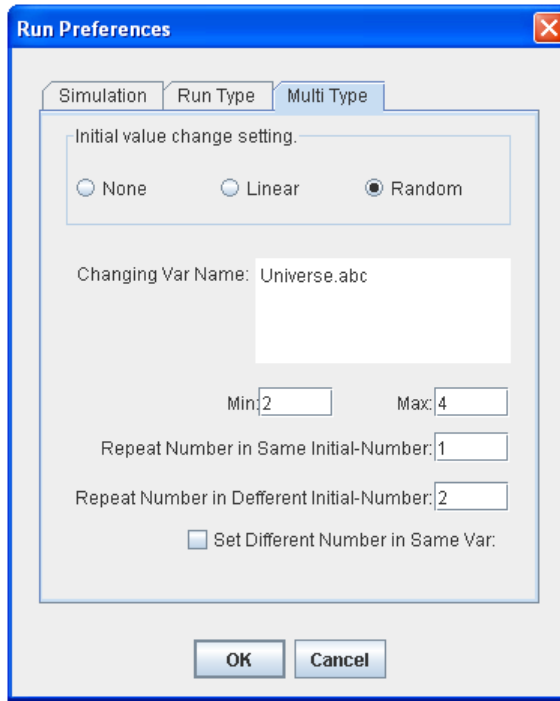 Run Preferences
Simulation Run Type Multi Type
Initial value change setting.
None Linear Random
Changing Var Name: Universe.abc
Min: 2 Max: 4
Repeat Number in Same Initial-Number: 1
Repeat Number in Defferent Initial-Number: 2
Set Different Number in Same Var:
OK Cancel